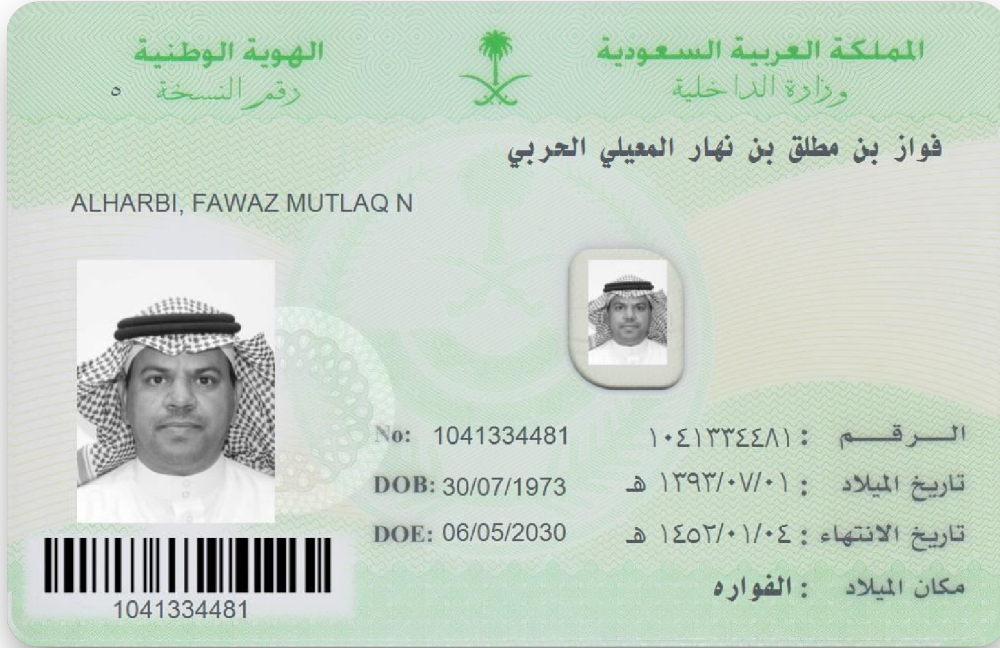 المملكة العربية السعودية
الهوية الوطنية
وزارة الداخلية
رقم النسخة ٥
فواز بن مطلق بن نهار المعيلي الحربي
ALHARBI, FAWAZ MUTLAQ N
No: 1041334481
الرقم : ١٠٤١٣٣٤٤٨١
DOB: 30/07/1973
تاريخ الميلاد : ١٣٩٣/٠٧/٠١ هـ
DOE: 06/05/2030
تاريخ الانتهاء : ١٤٥٢/٠١/٠٤ هـ
مكان الميلاد : الفواره
1041334481